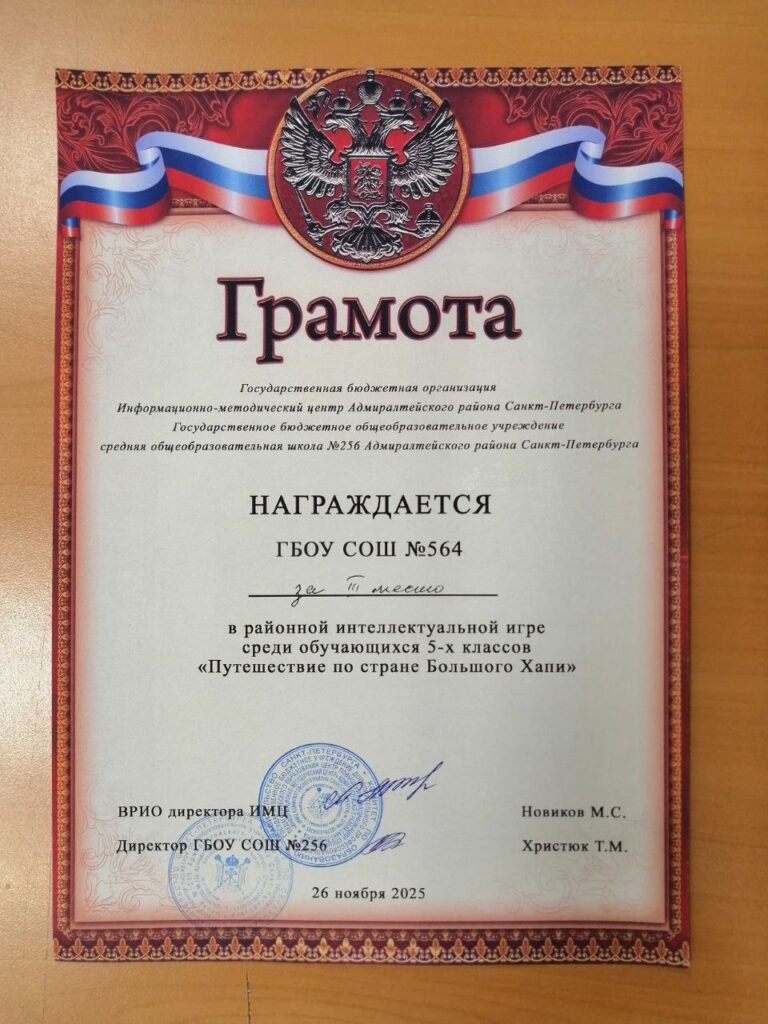 Грамота
Государственная бюджетная организация
Информационно-методический центр Адмиралтейского района Санкт-Петербурга
Государственное бюджетное общеобразовательное учреждение
средняя общеобразовательная школа №256 Адмиралтейского района Санкт-Петербурга
НАГРАЖДАЕТСЯ
ГБОУ СОШ №564
за III место
в районной интеллектуальной игре
среди обучающихся 5-х классов
«Путешествие по стране Большого Хапи»
ВРИО директора ИМЦ Новиков М.С.
Директор ГБОУ СОШ №256 Христюк Т.М.
26 ноября 2025